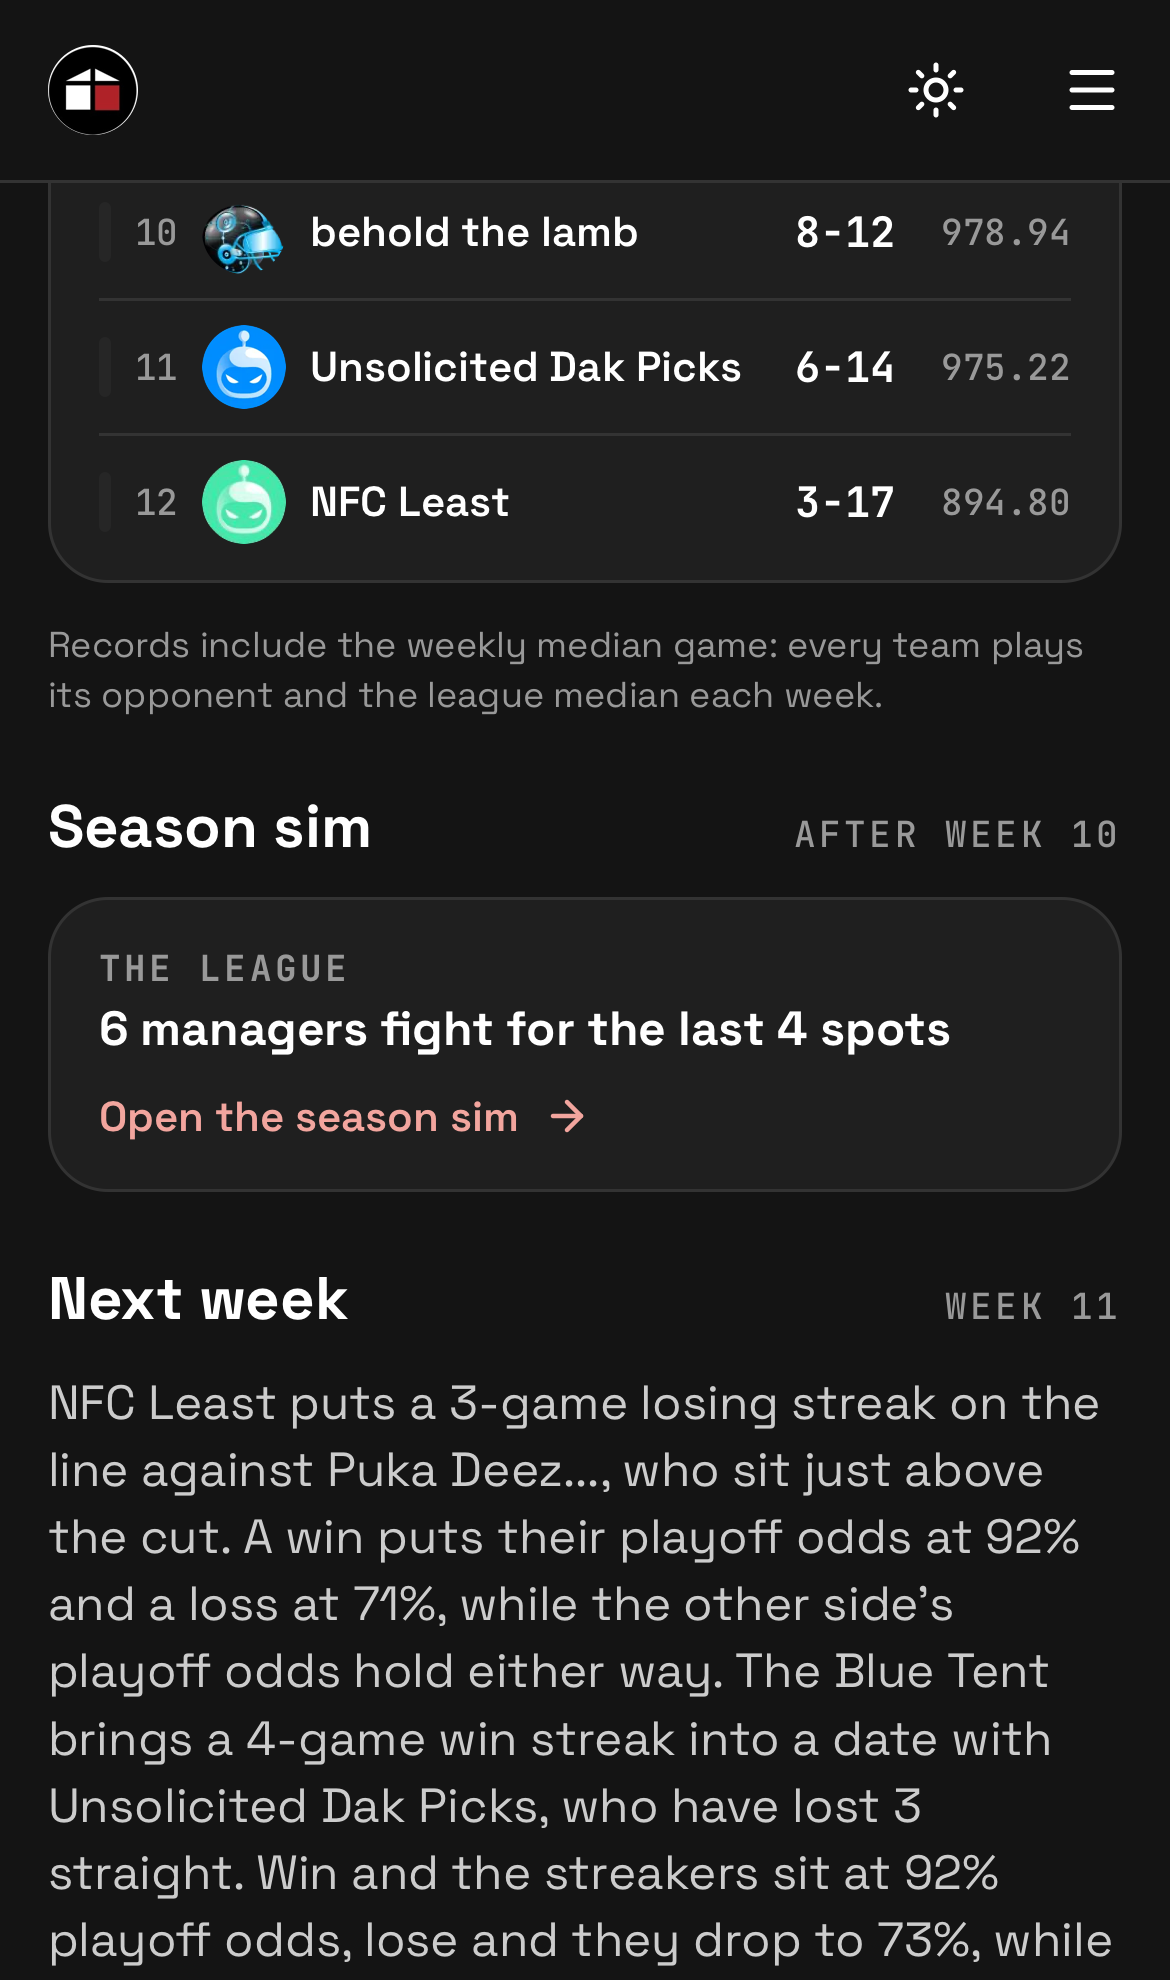 10 behold the lamb 8-12 978.94
11 Unsolicited Dak Picks 6-14 975.22
12 NFC Least 3-17 894.80
Records include the weekly median game: every team plays
its opponent and the league median each week.
Season sim AFTER WEEK 10
THE LEAGUE
6 managers fight for the last 4 spots
Open the season sim →
Next week WEEK 11
NFC Least puts a 3-game losing streak on the
line against Puka Deez..., who sit just above
the cut. A win puts their playoff odds at 92%
and a loss at 71%, while the other side's
playoff odds hold either way. The Blue Tent
brings a 4-game win streak into a date with
Unsolicited Dak Picks, who have lost 3
straight. Win and the streakers sit at 92%
playoff odds, lose and they drop to 73%, while